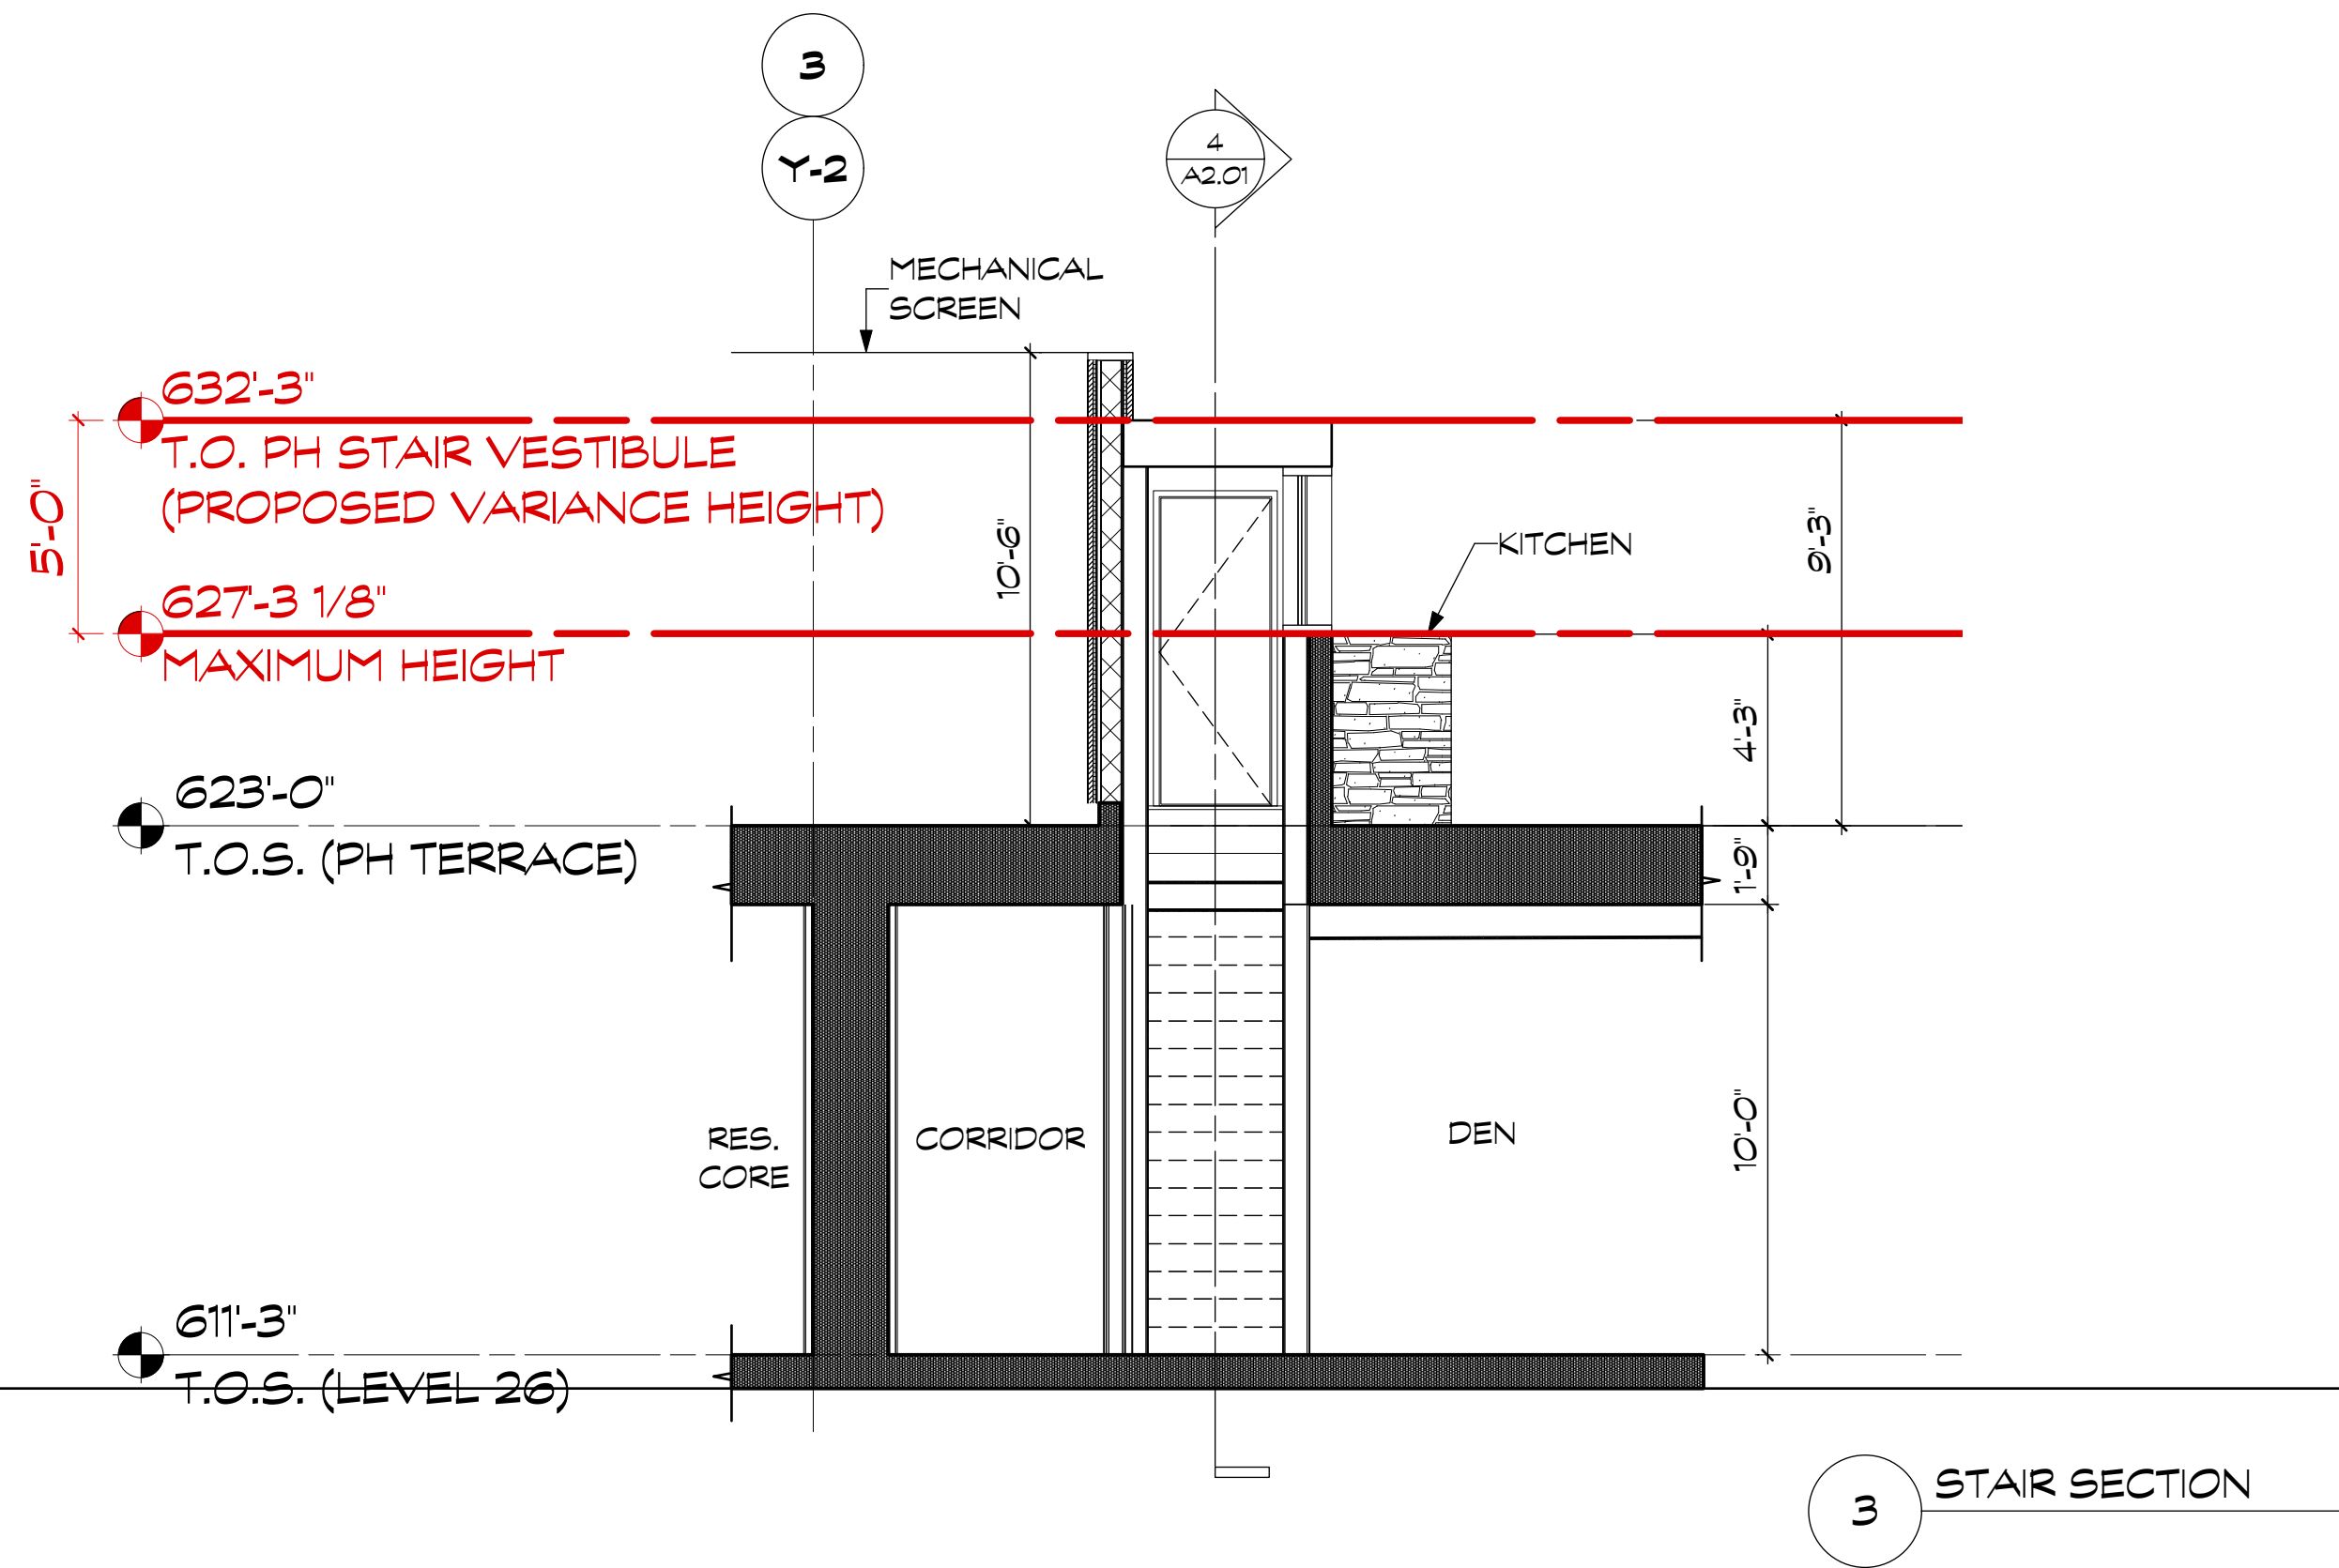 3
Y-2
4
A2.01
MECHANICAL
SCREEN
632'-3"
T.O. PH STAIR VESTIBULE
(PROPOSED VARIANCE HEIGHT)
5'-0"
10'-6"
KITCHEN
9'-3"
627'-3 1/8"
MAXIMUM HEIGHT
4'-3"
623'-0"
T.O.S. (PH TERRACE)
1'-9"
RES.
CORE
CORRIDOR
DEN
10'-0"
611'-3"
T.O.S. (LEVEL 26)
3
STAIR SECTION